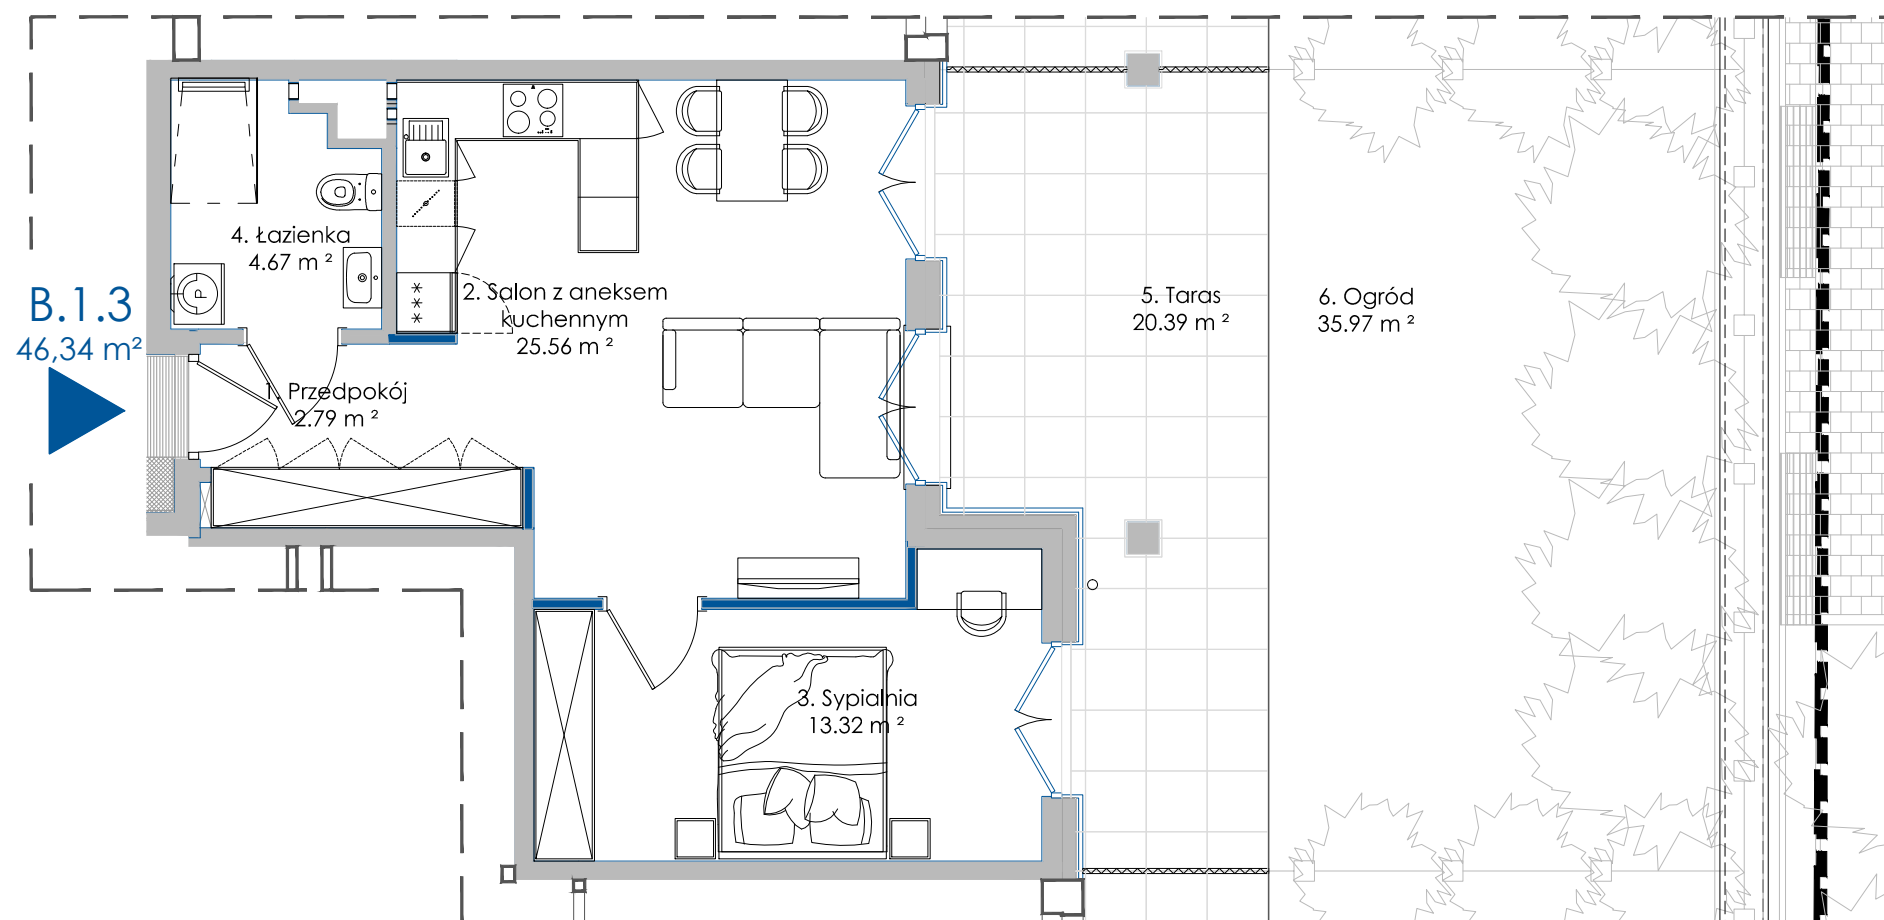 B.1.3
46,34 m²
4. Łazienka
4.67 m ²
P
2. Salon z aneksem
kuchennym
25.56 m ²
1. Przedpokój
2.79 m ²
3. Sypialnia
13.32 m ²
5. Taras
20.39 m ²
6. Ogród
35.97 m ²